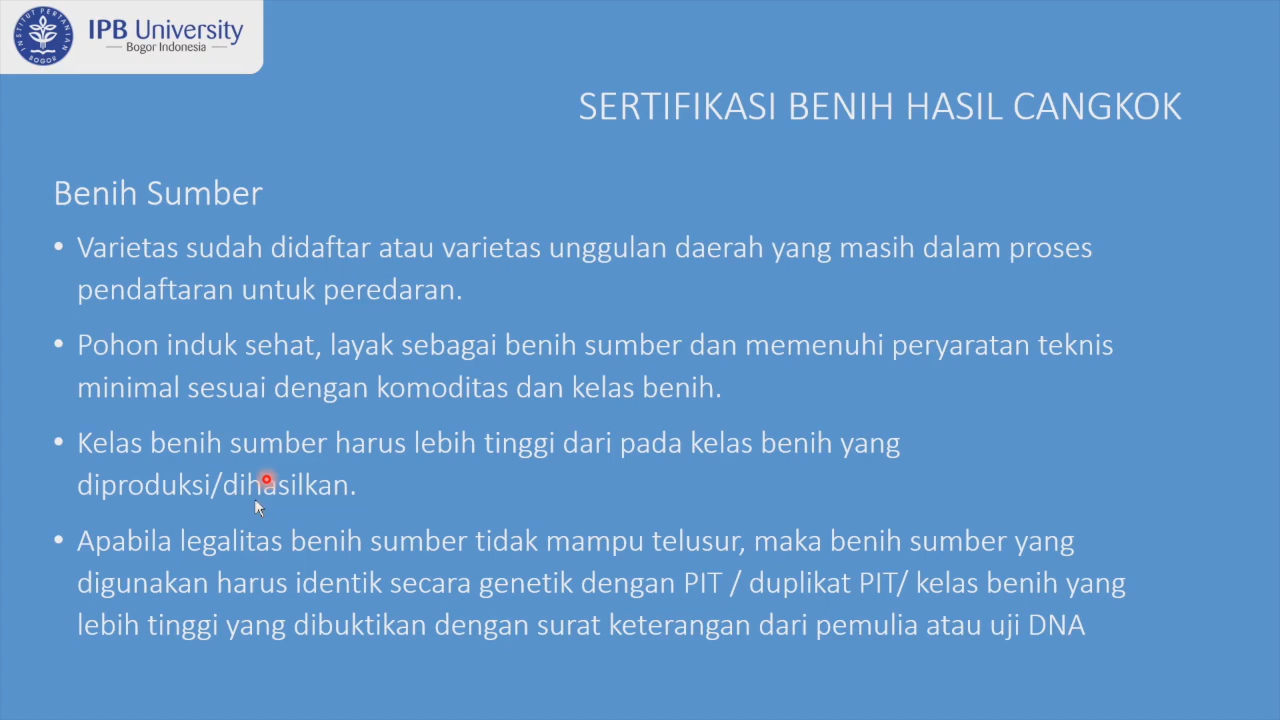 INSTITUT PERTANIAN
BOGOR
IPB University
Bogor Indonesia
SERTIFIKASI BENIH HASIL CANGKOK
Benih Sumber
• Varietas sudah didaftar atau varietas unggulan daerah yang masih dalam proses
pendaftaran untuk peredaran.
• Pohon induk sehat, layak sebagai benih sumber dan memenuhi peryaratan teknis
minimal sesuai dengan komoditas dan kelas benih.
• Kelas benih sumber harus lebih tinggi dari pada kelas benih yang
diproduksi/dihasilkan.
• Apabila legalitas benih sumber tidak mampu telusur, maka benih sumber yang
digunakan harus identik secara genetik dengan PIT / duplikat PIT/ kelas benih yang
lebih tinggi yang dibuktikan dengan surat keterangan dari pemulia atau uji DNA